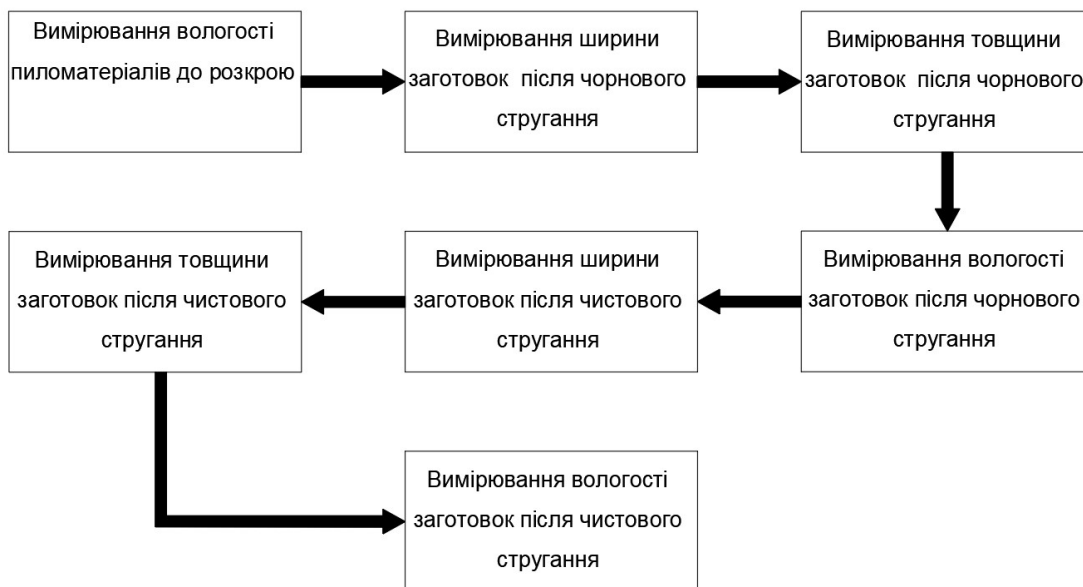 Вимірювання вологості
пиломатеріалів до розкрою
Вимірювання ширини
заготовок після чорнового
стругання
Вимірювання товщини
заготовок після чорнового
стругання
Вимірювання вологості
заготовок після чорнового
стругання
Вимірювання ширини
заготовок після чистового
стругання
Вимірювання товщини
заготовок після чистового
стругання
Вимірювання вологості
заготовок після чистового
стругання